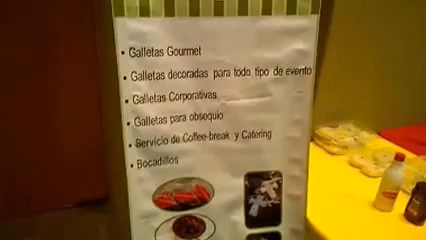 • Galletas Gourmet
• Galletas decoradas para todo tipo de evento
• Galletas Corporativas
• Galletas para obsequio
• Servicio de Coffee-break y Catering
• Bocadillos